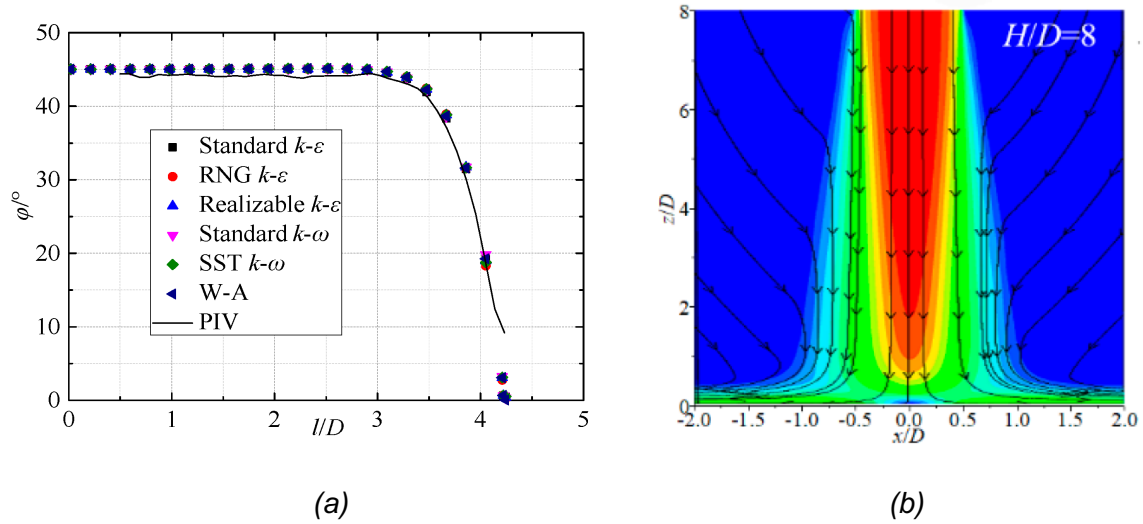 50
40
30
20
10
0
φ/°
Standard k-ε
RNG k-ε
Realizable k-ε
Standard k-ω
SST k-ω
W-A
PIV
0 1 2 3 4 5
l/D
(a)
H/D=8
8
6
4
2
0
z/D
-2.0 -1.5 -1.0 -0.5 0.0 0.5 1.0 1.5 2.0
x/D
(b)